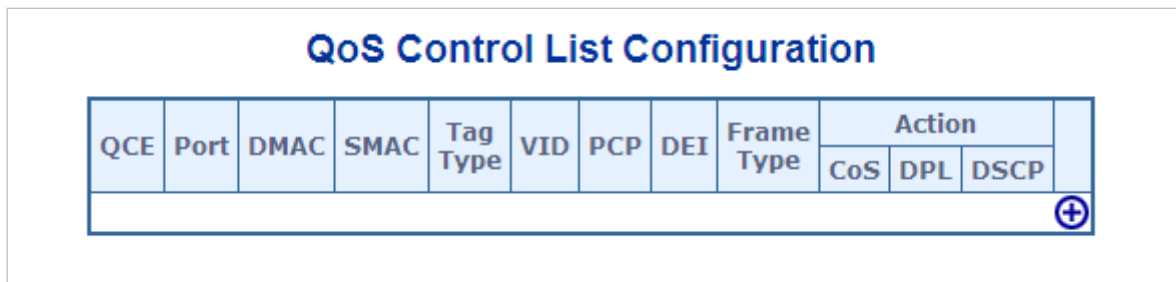 QoS Control List Configuration
QCE Port DMAC SMAC Tag Type VID PCP DEI Frame Type Action
CoS DPL DSCP